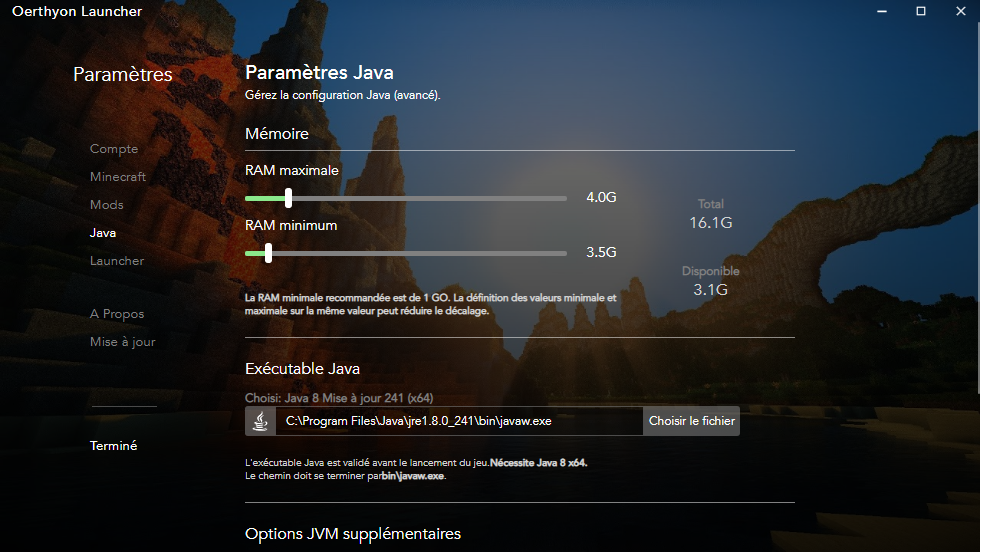 Oerthyon Launcher
Paramètres
Compte
Minecraft
Mods
Java
Launcher
A Propos
Mise à jour
Terminé
Paramètres Java
Gérez la configuration Java (avancé).
Mémoire
RAM maximale
4.0G
RAM minimum
3.5G
Total
16.1G
Disponible
3.1G
La RAM minimale recommandée est de 1 GO. La définition des valeurs minimale et
maximale sur la même valeur peut réduire le décalage.
Exécutable Java
Choisi: Java 8 Mise à jour 241 (x64)
C:\Program Files\Java\jre1.8.0_241\bin\javaw.exe
Choisir le fichier
L'exécutable Java est validé avant le lancement du jeu.Nécessite Java 8 x64.
Le chemin doit se terminer parbin\javaw.exe.
Options JVM supplémentaires